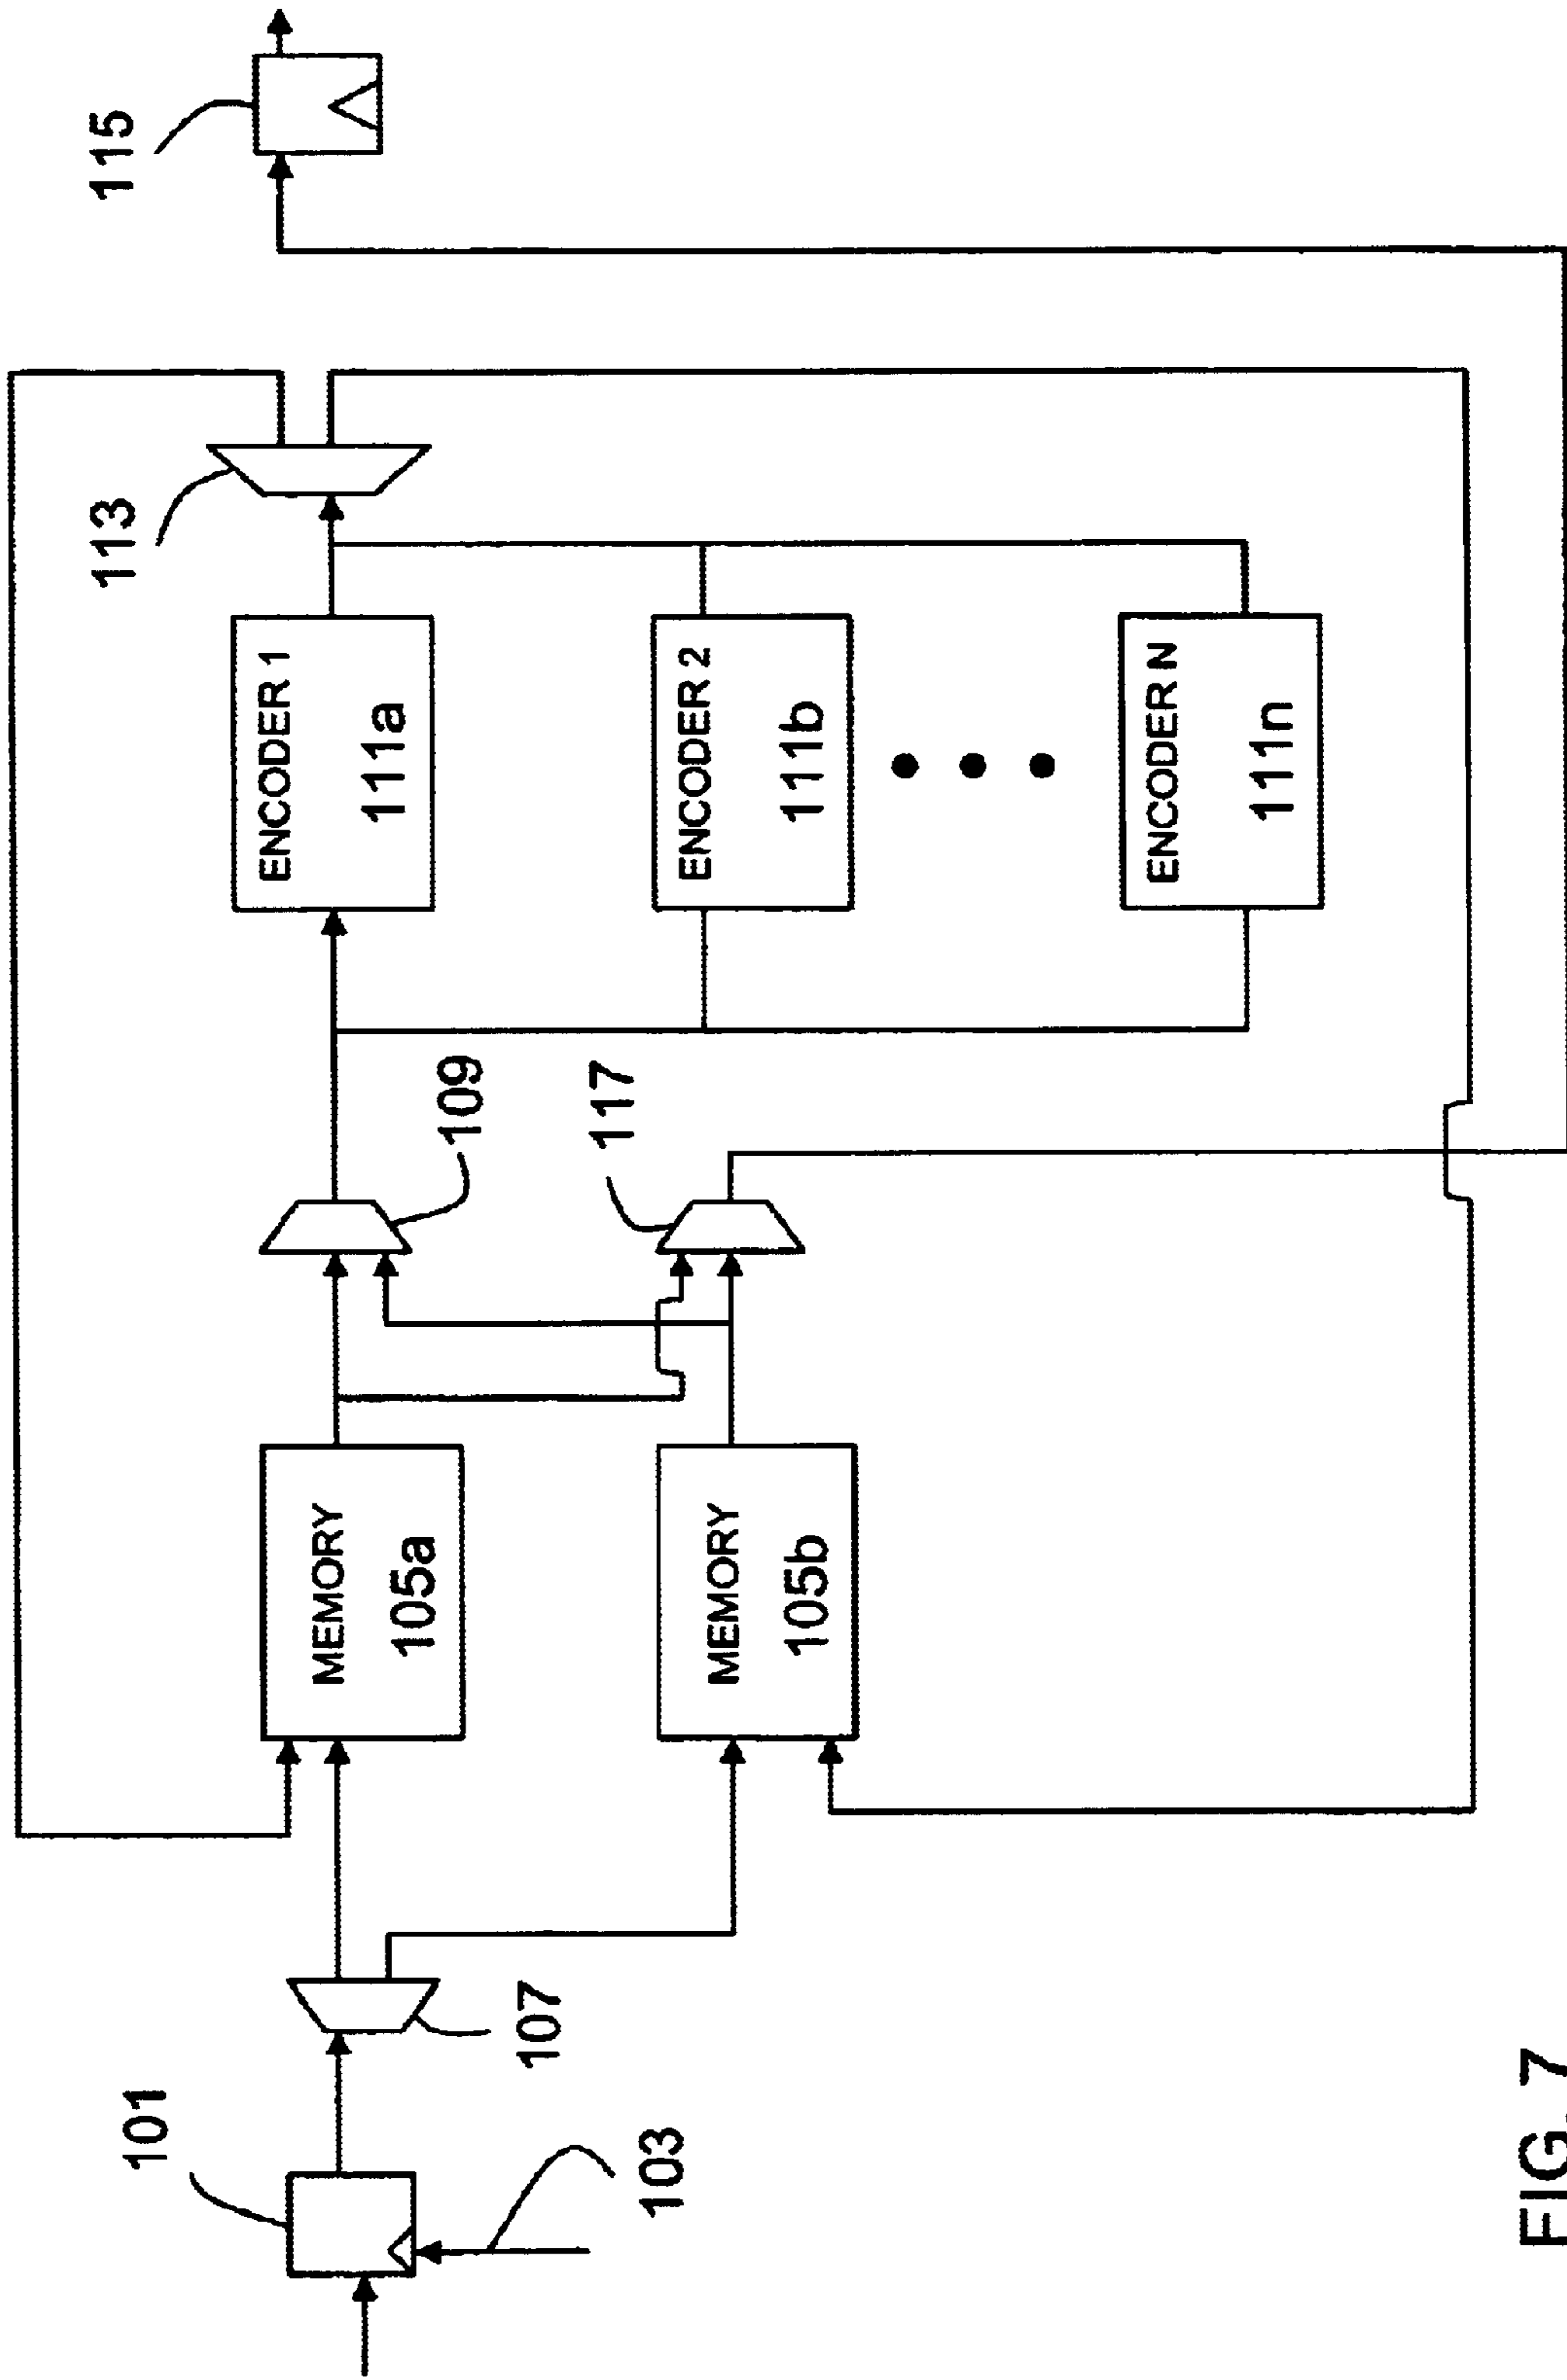 101
103
107
MEMORY
105a
MEMORY
105b
109
117
ENCODER 1
111a
ENCODER 2
111b
ENCODER N
111n
113
115
FIG. 7